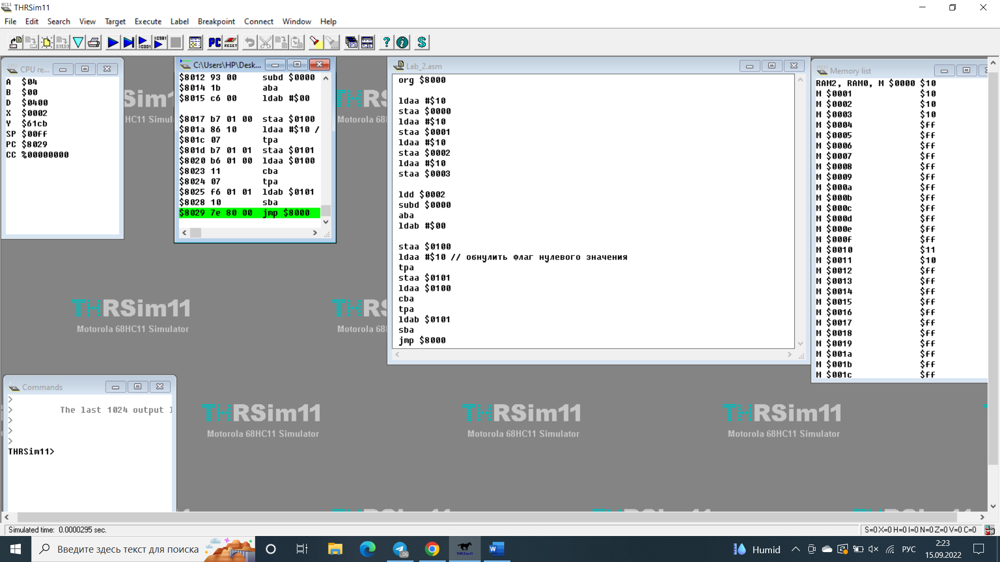 THRSim11
File Edit Search View Target Execute Label Breakpoint Connect Window Help
CPU re...
A $04
B $00
D $0400
X $0002
Y $61cb
SP $00ff
PC $8029
CC %00000000
C:\Users\HP\Desk...
$8012 93 00 subd $0000
$8014 1b aba
$8015 c6 00 ldab #$00
$8017 b7 01 00 staa $0100
$801a 86 10 ldaa #$10 /
$801c 07 tpa
$801d b7 01 01 staa $0101
$8020 b6 01 00 ldaa $0100
$8023 11 cba
$8024 07 tpa
$8025 f6 01 01 ldab $0101
$8028 10 sba
$8029 7e 80 00 jmp $8000
Lab_2.asm
org $8000
ldaa #$10
staa $0000
ldaa #$10
staa $0001
ldaa #$10
staa $0002
ldaa #$10
staa $0003
ldd $0002
subd $0000
aba
ldab #$00
staa $0100
ldaa #$10 // обнулить флаг нулевого значения
tpa
staa $0101
ldaa $0100
cba
tpa
ldab $0101
sba
jmp $8000
Memory list
RAM2, RAM0, M $0000 $10
M $0001 $10
M $0002 $10
M $0003 $10
M $0004 $ff
M $0005 $ff
M $0006 $ff
M $0007 $ff
M $0008 $ff
M $0009 $ff
M $000a $ff
M $000b $ff
M $000c $ff
M $000d $ff
M $000e $ff
M $000f $ff
M $0010 $11
M $0011 $10
M $0012 $ff
M $0013 $ff
M $0014 $ff
M $0015 $ff
M $0016 $ff
M $0017 $ff
M $0018 $ff
M $0019 $ff
M $001a $ff
M $001b $ff
M $001c $ff
THRSim11
Motorola 68HC11 Simulator
Commands
>
> The last 1024 output
>
>
>
THRSim11>
THRSim11
Motorola 68HC11 Simulator
THRSim11
Motorola 68HC11 Simulator
THRSim11
Motorola 68HC11 Simulator
Simulated time: 0.0000295 sec.
S=0 X=0 H=0 I=0 N=0 Z=0 V=0 C=0
Введите здесь текст для поиска
Humid
РУС
2:23
15.09.2022